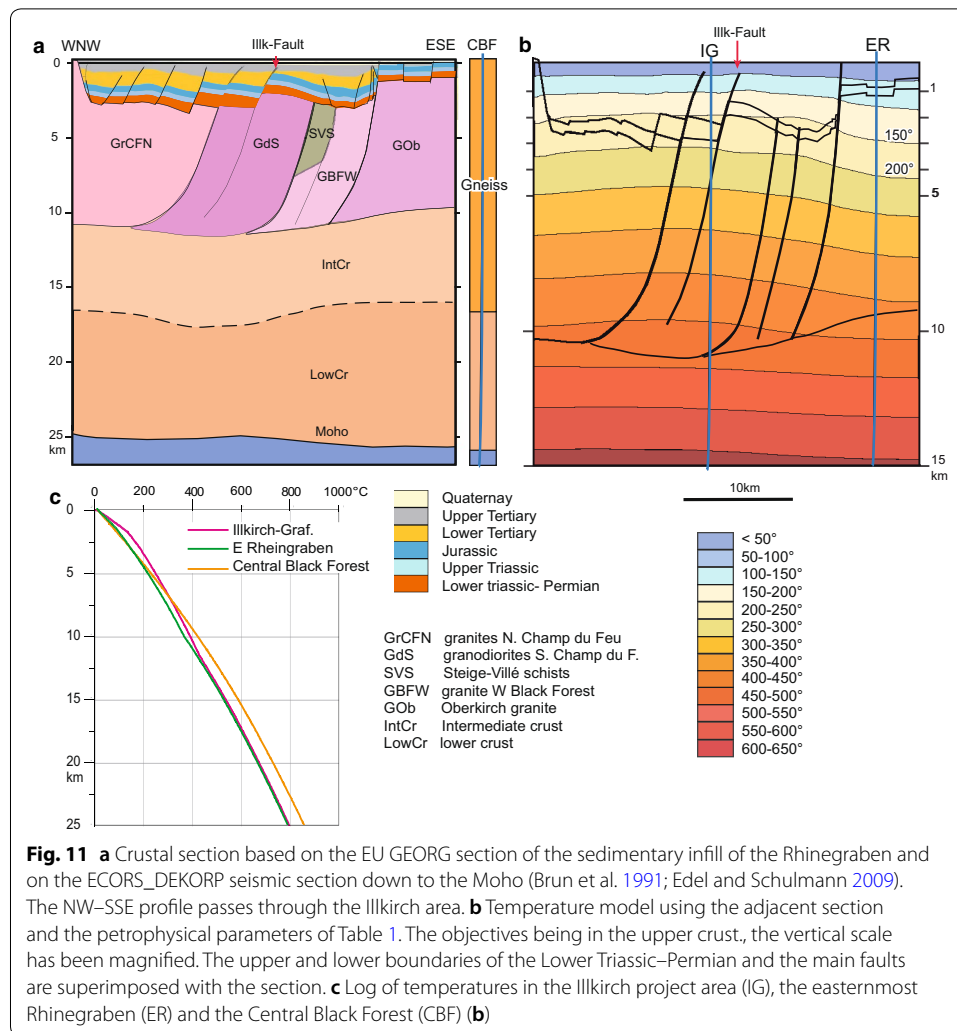 a
WNW
Illk-Fault
ESE
CBF
0
5
10
15
20
25
km
GrCFN
GdS
SVS
GBFW
GOb
IntCr
LowCr
Moho
Gneiss
b
Illk-Fault
IG
ER
150°
200°
1
5
10
15
km
c
0 200 400 600 800 1000°C
0
5
10
15
20
km
25
Illkirch-Graf.
E Rheingraben
Central Black Forest
Quaternay
Upper Tertiary
Lower Tertiary
Jurassic
Upper Triassic
Lower triassic- Permian
GrCFN granites N. Champ du Feu
GdS granodiorites S. Champ du F.
SVS Steige-Villé schists
GBFW granite W Black Forest
GOb Oberkirch granite
IntCr Intermediate crust
LowCr lower crust
10km
< 50°
50-100°
100-150°
150-200°
200-250°
250-300°
300-350°
350-400°
400-450°
450-500°
500-550°
550-600°
600-650°
Fig. 11 a Crustal section based on the EU GEORG section of the sedimentary infill of the Rhinegraben and
on the ECORS_DEKORP seismic section down to the Moho (Brun et al. 1991; Edel and Schulmann 2009).
The NW–SSE profile passes through the Illkirch area. b Temperature model using the adjacent section
and the petrophysical parameters of Table 1. The objectives being in the upper crust., the vertical scale
has been magnified. The upper and lower boundaries of the Lower Triassic–Permian and the main faults
are superimposed with the section. c Log of temperatures in the Illkirch project area (IG), the easternmost
Rhinegraben (ER) and the Central Black Forest (CBF) (b)